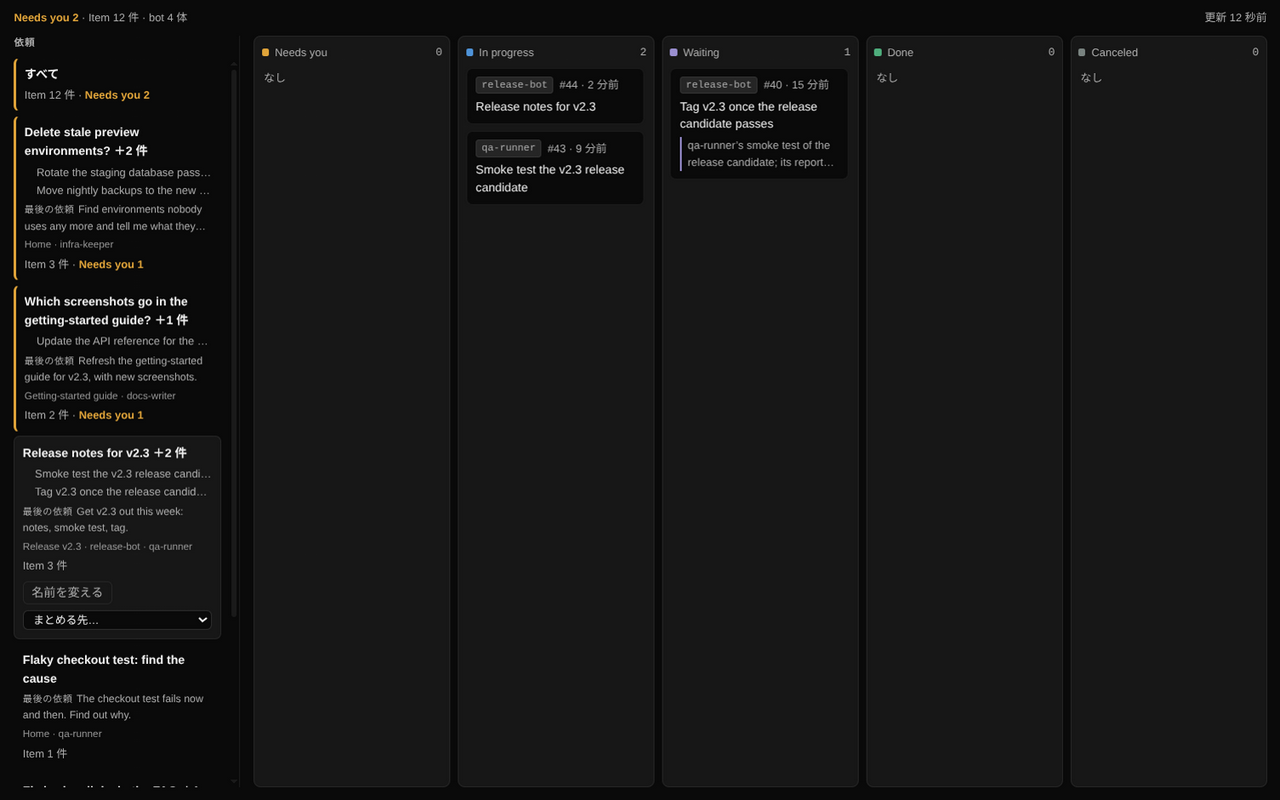 Needs you 2 · Item 12 件 · bot 4 体
更新 12 秒前
依頼
すべて
Item 12 件 · Needs you 2
Delete stale preview
environments? ＋2 件
Rotate the staging database pass…
Move nightly backups to the new …
最後の依頼 Find environments nobody
uses any more and tell me what they…
Home · infra-keeper
Item 3 件 · Needs you 1
Which screenshots go in the
getting-started guide? ＋1 件
Update the API reference for the …
最後の依頼 Refresh the getting-started
guide for v2.3, with new screenshots.
Getting-started guide · docs-writer
Item 2 件 · Needs you 1
Release notes for v2.3 ＋2 件
Smoke test the v2.3 release candi…
Tag v2.3 once the release candid…
最後の依頼 Get v2.3 out this week:
notes, smoke test, tag.
Release v2.3 · release-bot · qa-runner
Item 3 件
名前を変える
まとめる先…
Flaky checkout test: find the
cause
最後の依頼 The checkout test fails now
and then. Find out why.
Home · qa-runner
Item 1 件
Needs you 0
なし
In progress 2
release-bot #44 · 2 分前
Release notes for v2.3
qa-runner #43 · 9 分前
Smoke test the v2.3 release
candidate
Waiting 1
release-bot #40 · 15 分前
Tag v2.3 once the release
candidate passes
qa-runner's smoke test of the
release candidate; its report…
Done 0
なし
Canceled 0
なし